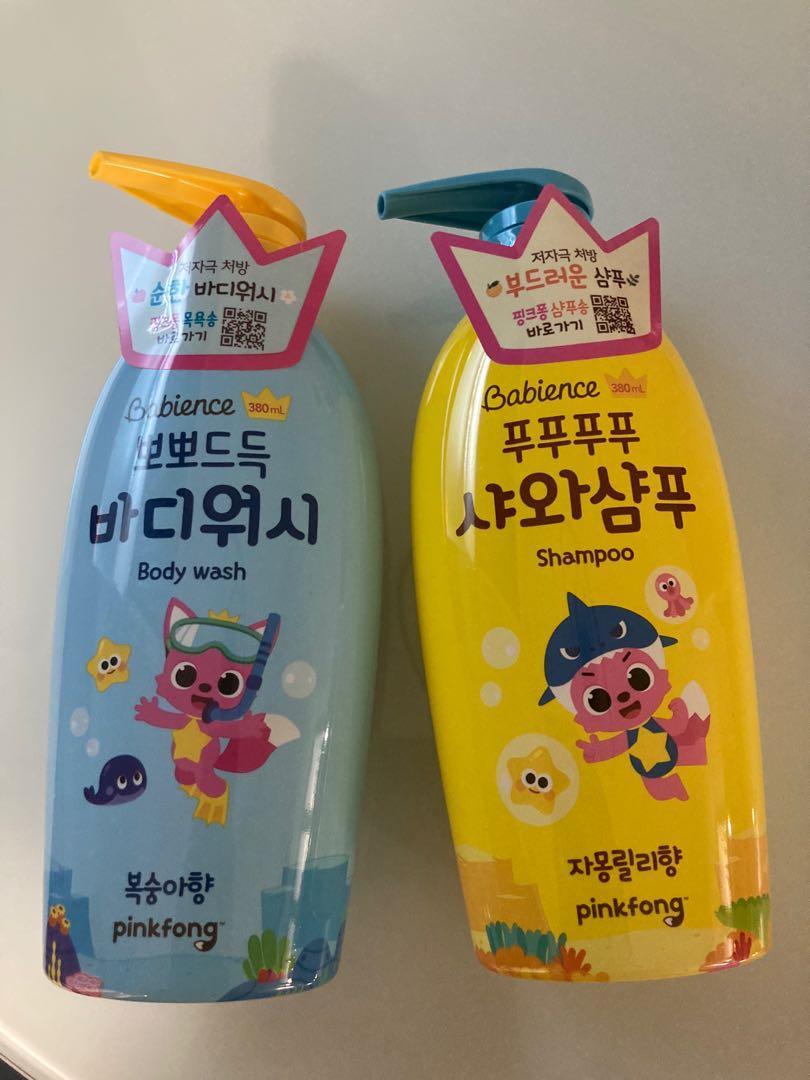 저자극 처방
순한 바디워시
핑크퐁 목욕송
바로가기
Babience 380mL
뽀뽀드득
바디워시
Body wash
복숭아향
pinkfong™
저자극 처방
부드러운 샴푸
핑크퐁 샴푸송
바로가기
Babience 380mL
푸푸푸푸
샤와샴푸
Shampoo
자몽릴리향
pinkfong™